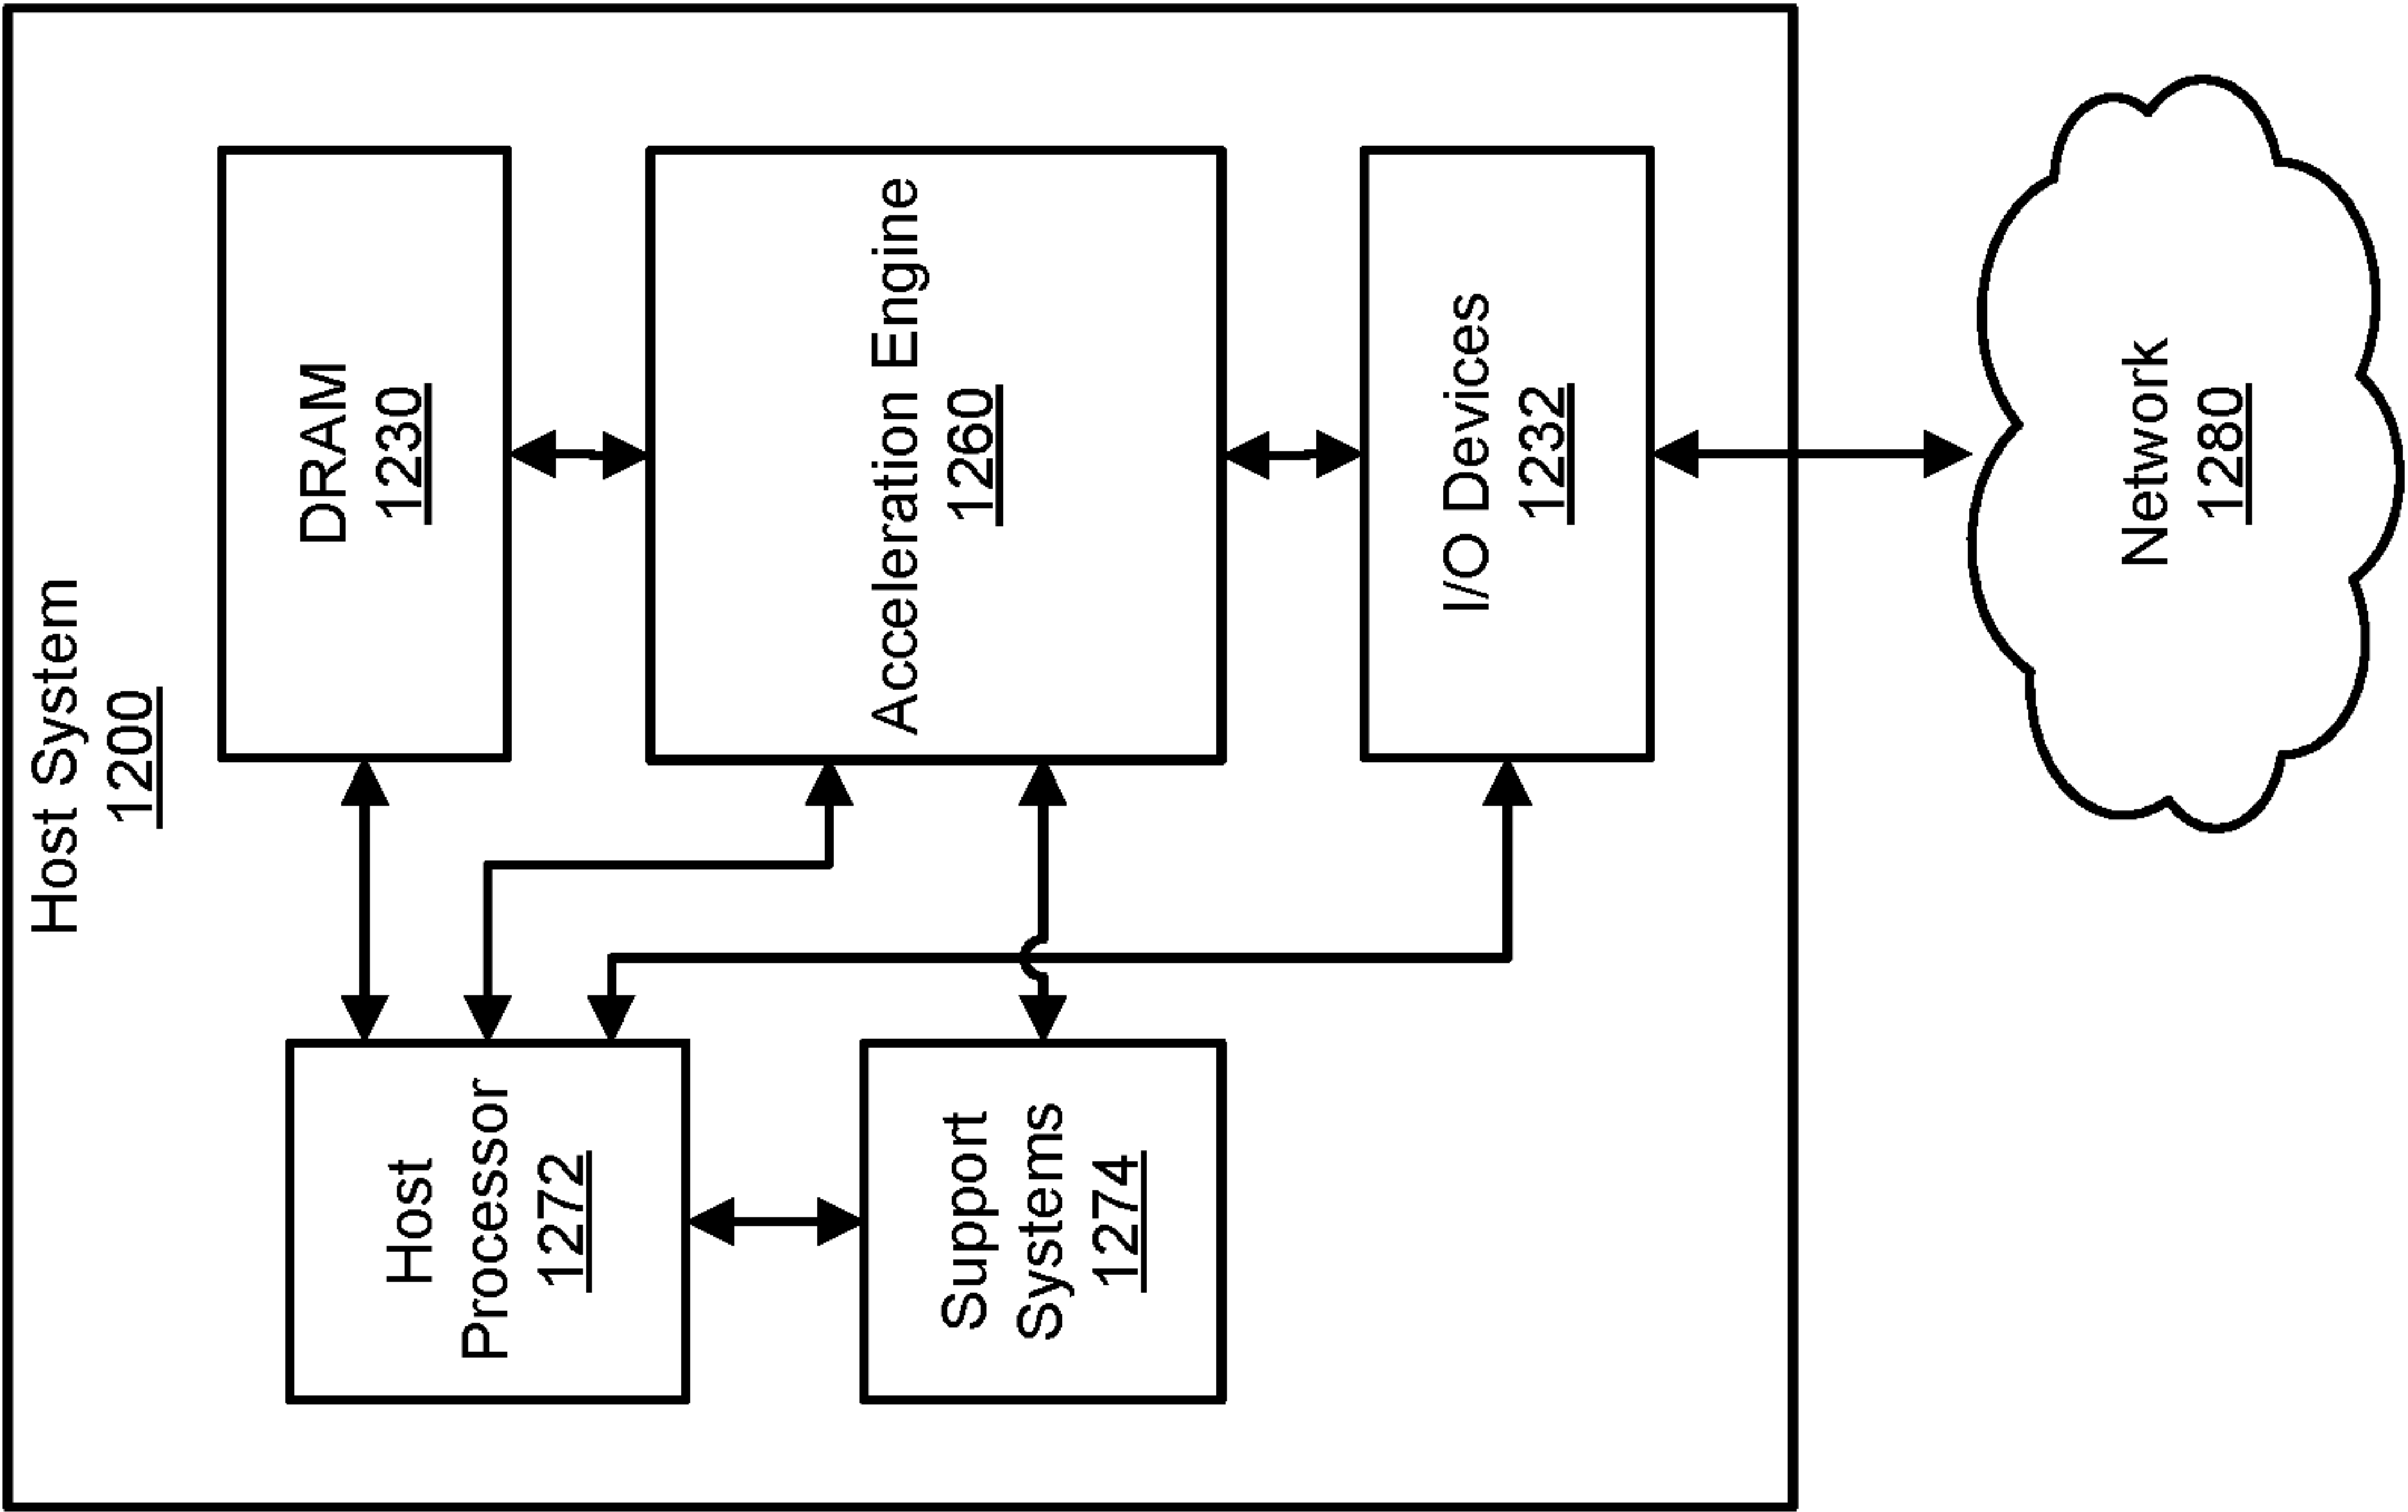 Host System
1200
Host
Processor
1272
DRAM
1230
Support
Systems
1274
Acceleration Engine
1260
I/O Devices
1232
Network
1280